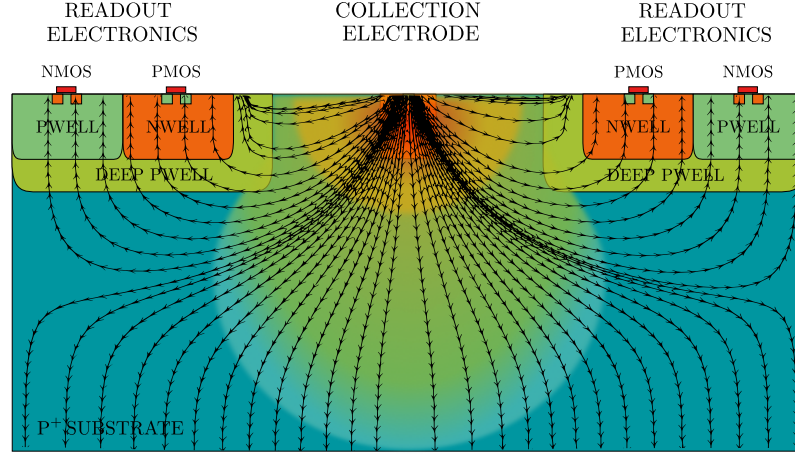 READOUT
ELECTRONICS
COLLECTION
ELECTRODE
READOUT
ELECTRONICS
NMOS
PMOS
PMOS
NMOS
PWELL
NWELL
NWELL
PWELL
DEEP PWELL
DEEP PWELL
P⁺SUBSTRATE